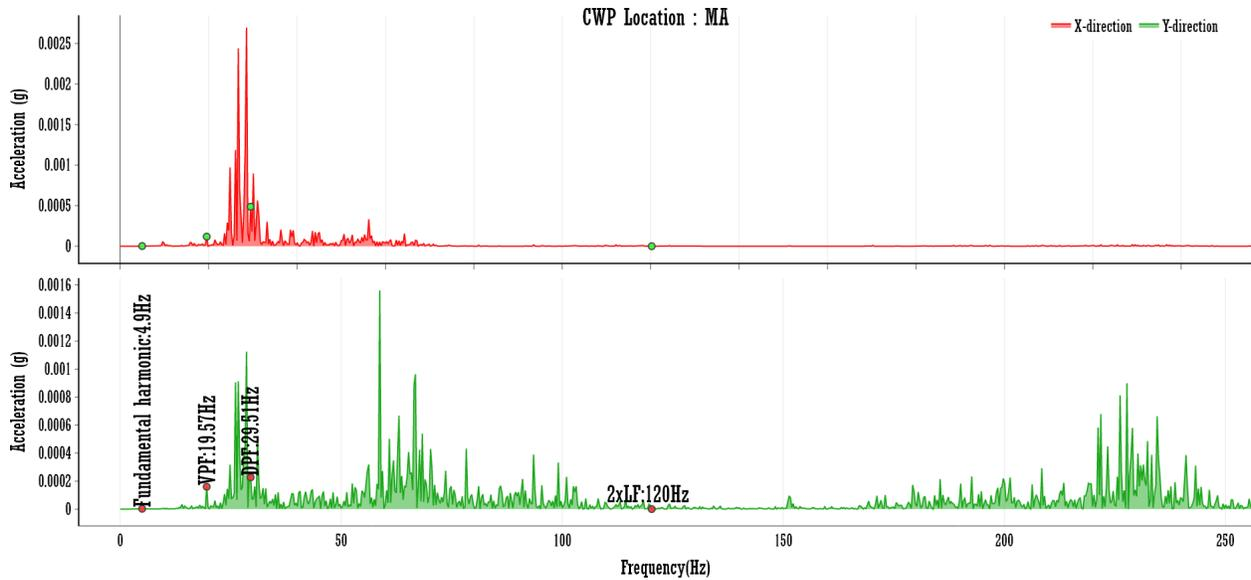 CWP Location : MA
X-direction
Y-direction
Acceleration (g)
0.0025
0.002
0.0015
0.001
0.0005
0
Acceleration (g)
0.0016
0.0014
0.0012
0.001
0.0008
0.0006
0.0004
0.0002
0
Fundamental harmonic:4.9Hz
VPF:19.57Hz
DPF:29.51Hz
2xLF:120Hz
0
50
100
150
200
250
Frequency(Hz)